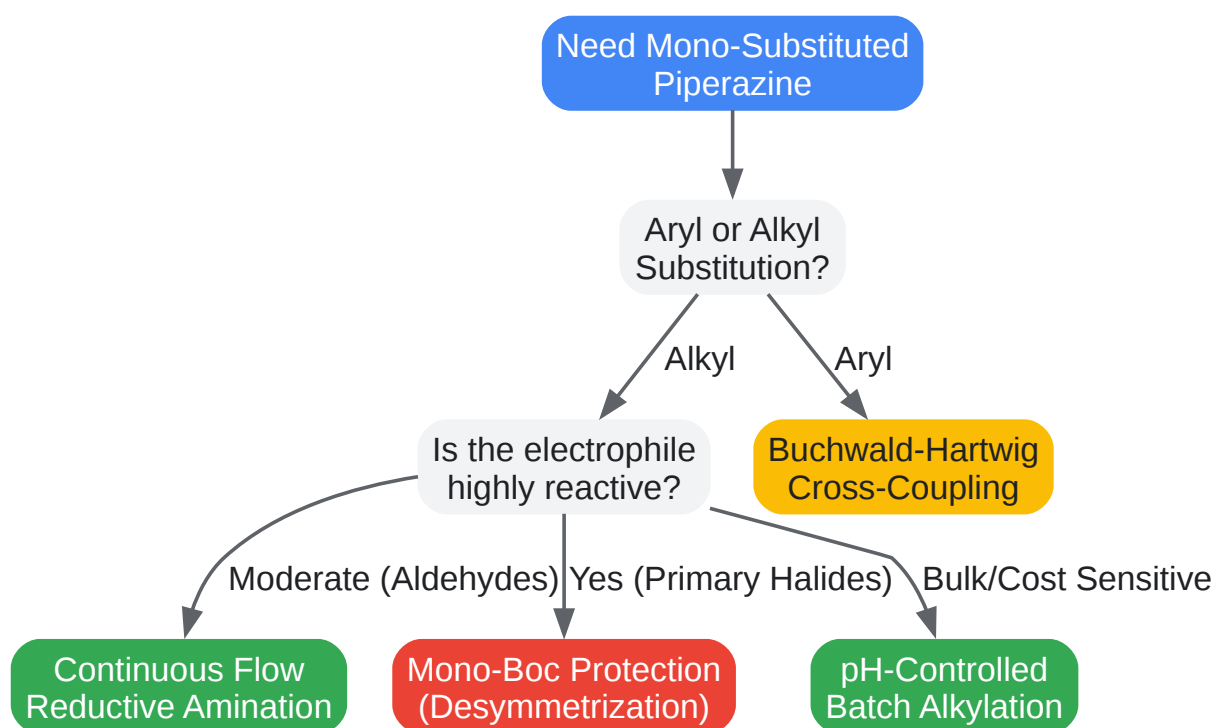 Need Mono-Substituted
Piperazine
Aryl or Alkyl
Substitution?
Alkyl
Aryl
Is the electrophile
highly reactive?
Buchwald-Hartwig
Cross-Coupling
Moderate (Aldehydes)
Yes (Primary Halides)
Bulk/Cost Sensitive
Continuous Flow
Reductive Amination
Mono-Boc Protection
(Desymmetrization)
pH-Controlled
Batch Alkylation